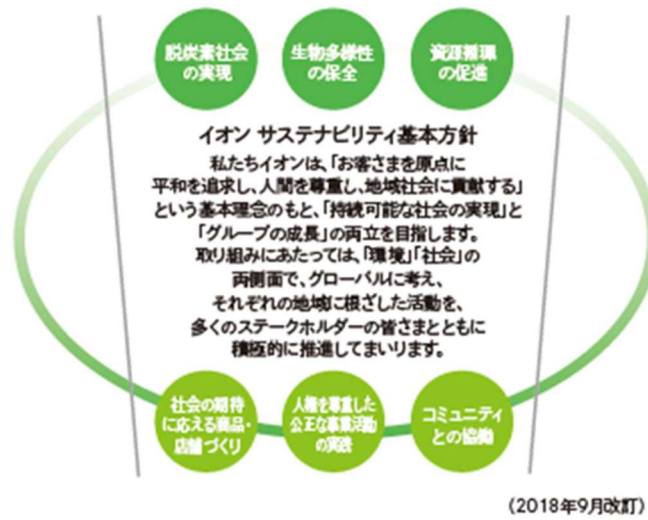 脱炭素社会
の実現
生物多様性
の保全
資源循環
の促進
イオン サステナビリティ基本方針
私たちイオンは、「お客さまを原点に
平和を追求し、人間を尊重し、地域社会に貢献する」
という基本理念のもと、「持続可能な社会の実現」と
「グループの成長」の両立を目指します。
取り組みにあたっては、「環境」「社会」の
両側面で、グローバルに考え、
それぞれの地域に根ざした活動を、
多くのステークホルダーの皆さまとともに
積極的に推進してまいります。
社会の期待
に応える商品・
店舗づくり
人権を尊重した
公正な事業活動
の実践
コミュニティ
との協働
(2018年9月改訂)